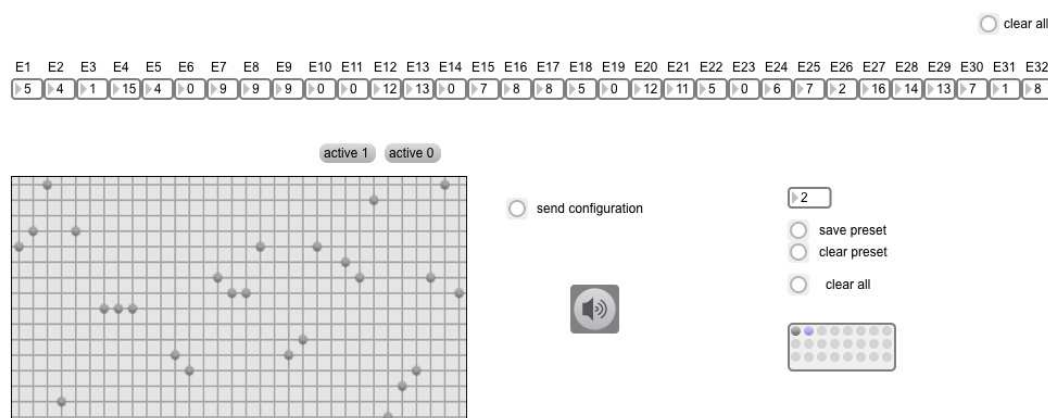 clear all
E1 E2 E3 E4 E5 E6 E7 E8 E9 E10 E11 E12 E13 E14 E15 E16 E17 E18 E19 E20 E21 E22 E23 E24 E25 E26 E27 E28 E29 E30 E31 E32
5 4 1 15 4 0 9 9 9 0 0 12 13 0 7 8 8 5 0 12 11 5 0 6 7 2 16 14 13 7 1 8
active 1 active 0
2
send configuration
save preset
clear preset
clear all